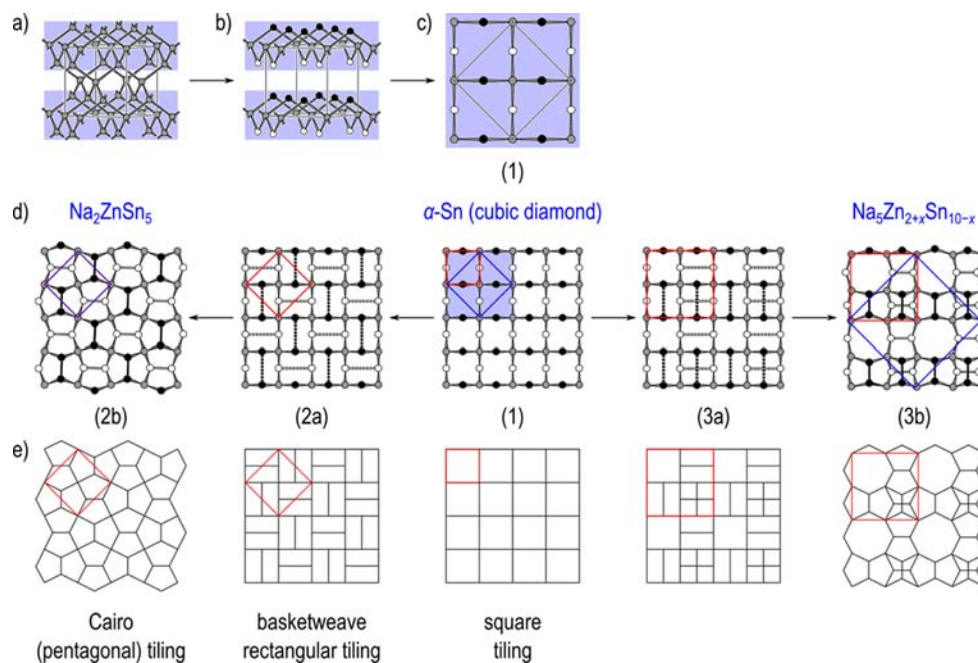 a) b) c)
(1)
d) Na₂ZnSn₅ α-Sn (cubic diamond) Na₅Zn₂₊ₓSn₁₀₋ₓ
(2b) (2a) (1) (3a) (3b)
e)
Cairo basketweave square
(pentagonal) tiling rectangular tiling tiling